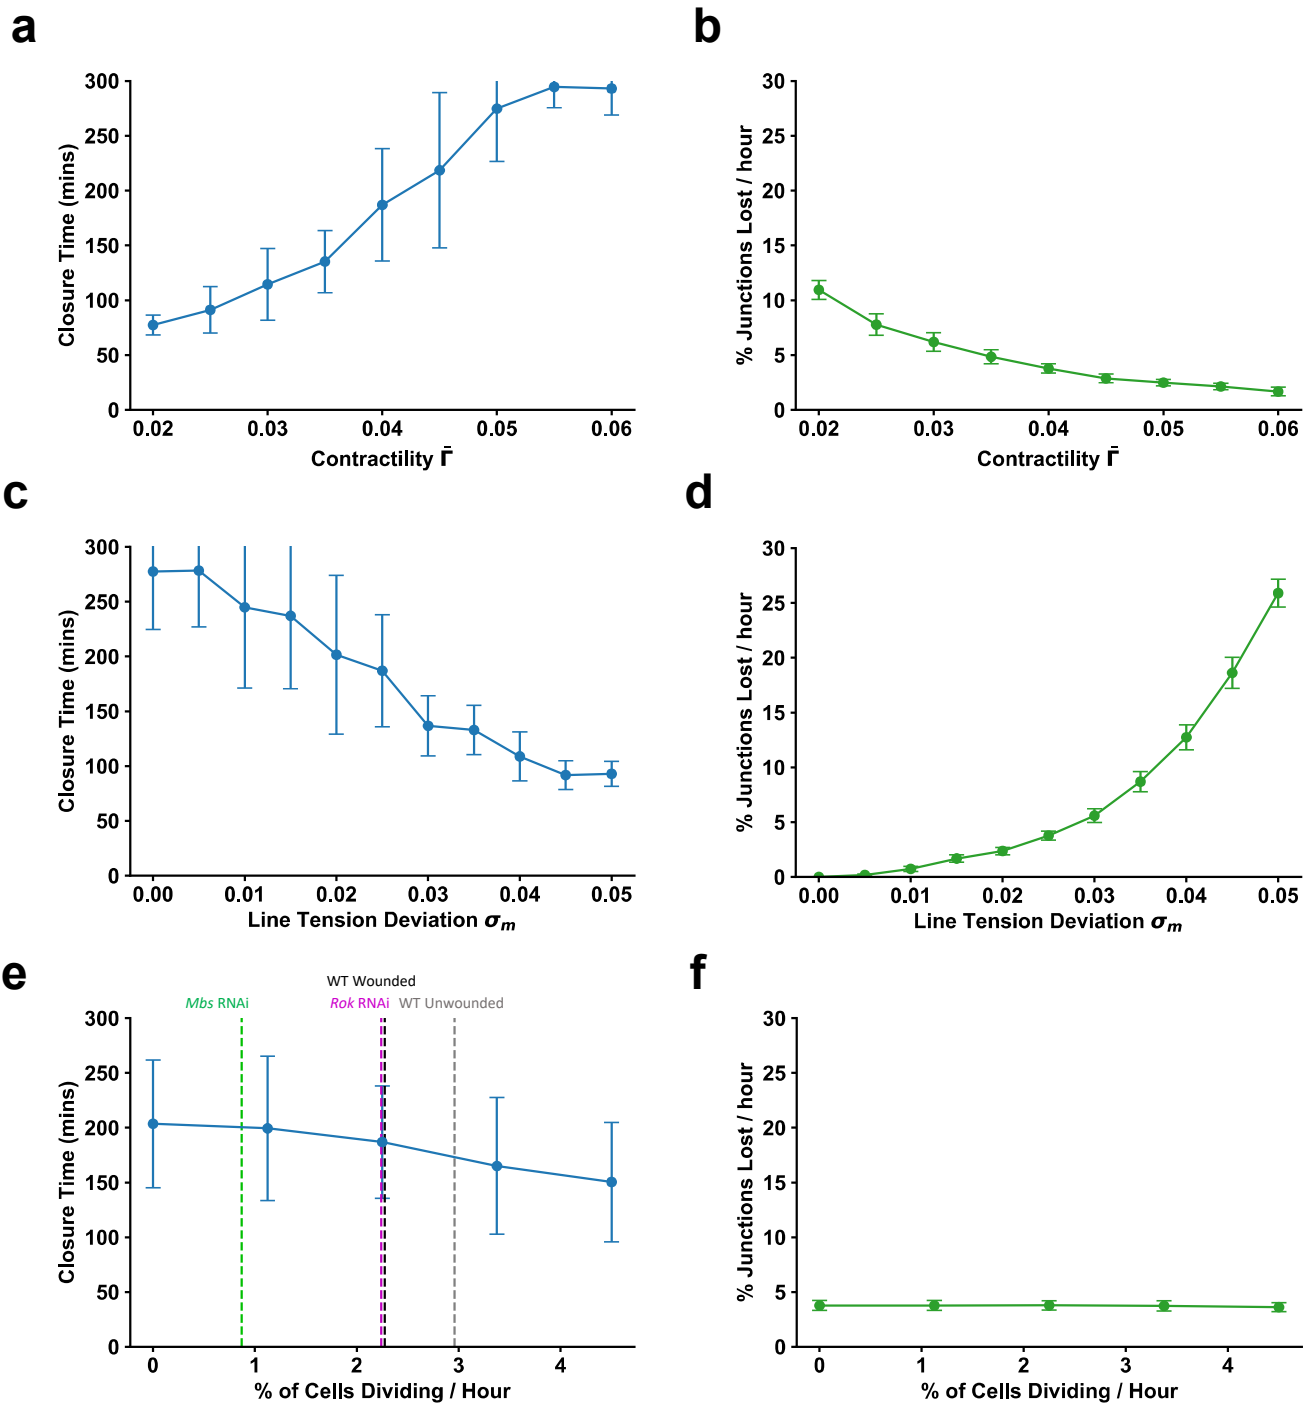 a
300
250
200
150
100
50
0
Closure Time (mins)
0.02 0.03 0.04 0.05 0.06
Contractility Γ̄
b
30
25
20
15
10
5
0
% Junctions Lost / hour
0.02 0.03 0.04 0.05 0.06
Contractility Γ̄
c
300
250
200
150
100
50
0
Closure Time (mins)
0.00 0.01 0.02 0.03 0.04 0.05
Line Tension Deviation σm
d
30
25
20
15
10
5
0
% Junctions Lost / hour
0.00 0.01 0.02 0.03 0.04 0.05
Line Tension Deviation σm
e
WT Wounded
Mbs RNAi Rok RNAi WT Unwounded
300
250
200
150
100
50
0
Closure Time (mins)
0 1 2 3 4
% of Cells Dividing / Hour
f
30
25
20
15
10
5
0
% Junctions Lost / hour
0 1 2 3 4
% of Cells Dividing / Hour